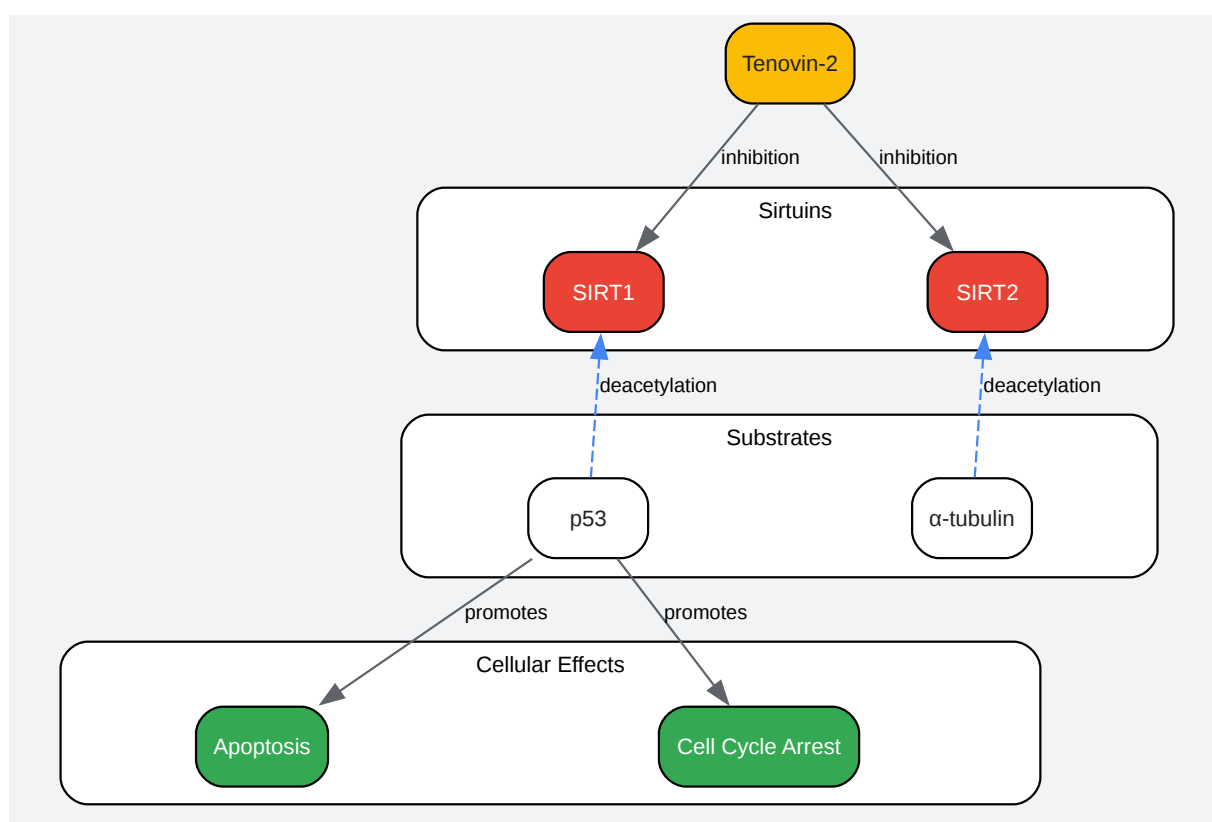 Tenovin-2
inhibition
inhibition
Sirtuins
SIRT1
SIRT2
deacetylation
deacetylation
Substrates
p53
α-tubulin
promotes
promotes
Cellular Effects
Apoptosis
Cell Cycle Arrest